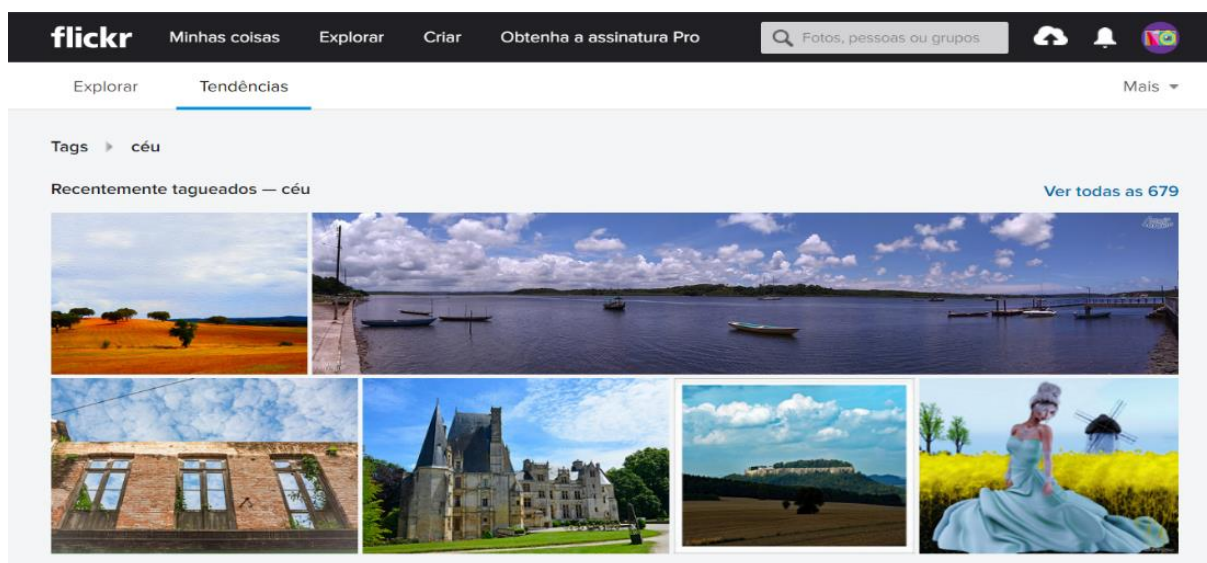 flickr Minhas coisas Explorar Criar Obtenha a assinatura Pro Fotos, pessoas ou grupos
Explorar Tendências Mais
Tags céu
Recentemente tagueados — céu Ver todas as 679